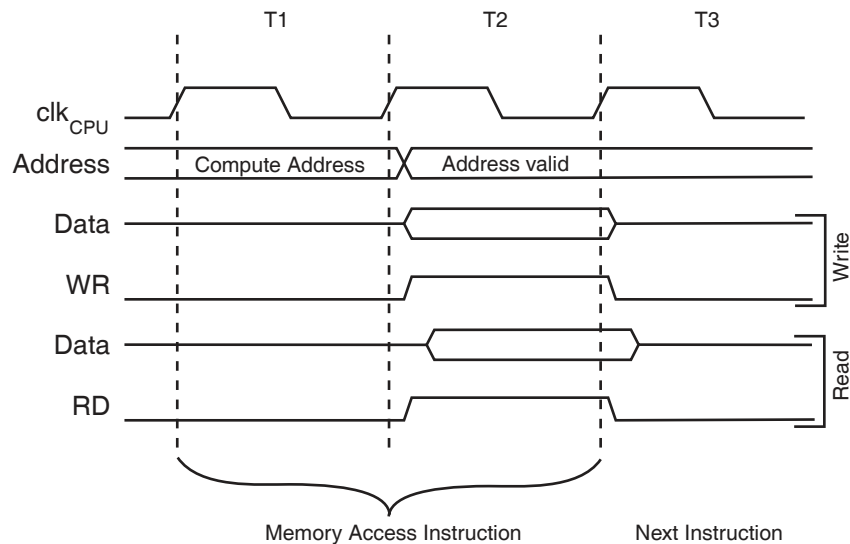 T1 T2 T3
clkCPU
Address Compute Address Address valid
Data
WR
Write
Data
RD
Read
Memory Access Instruction Next Instruction